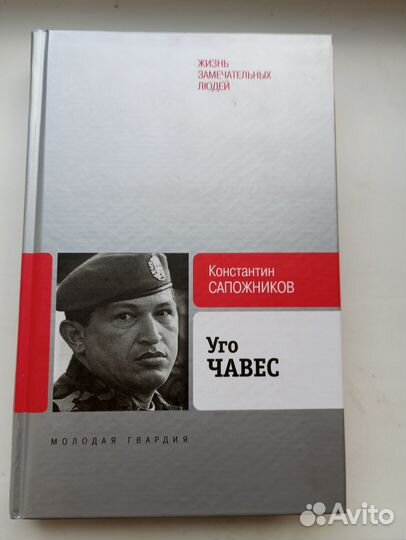 ЖИЗНЬ
ЗАМЕЧАТЕЛЬНЫХ
ЛЮДЕЙ
Константин
САПОЖНИКОВ
Уго
ЧАВЕС
МОЛОДАЯ ГВАРДИЯ
Avito